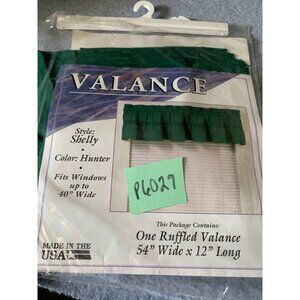 VALANCE
Style:
Shelly
Color: Hunter
Fits Windows
up to
40" Wide
P6029
This Package Contains:
One Ruffled Valance
54" Wide x 12" Long
MADE IN THE
USA